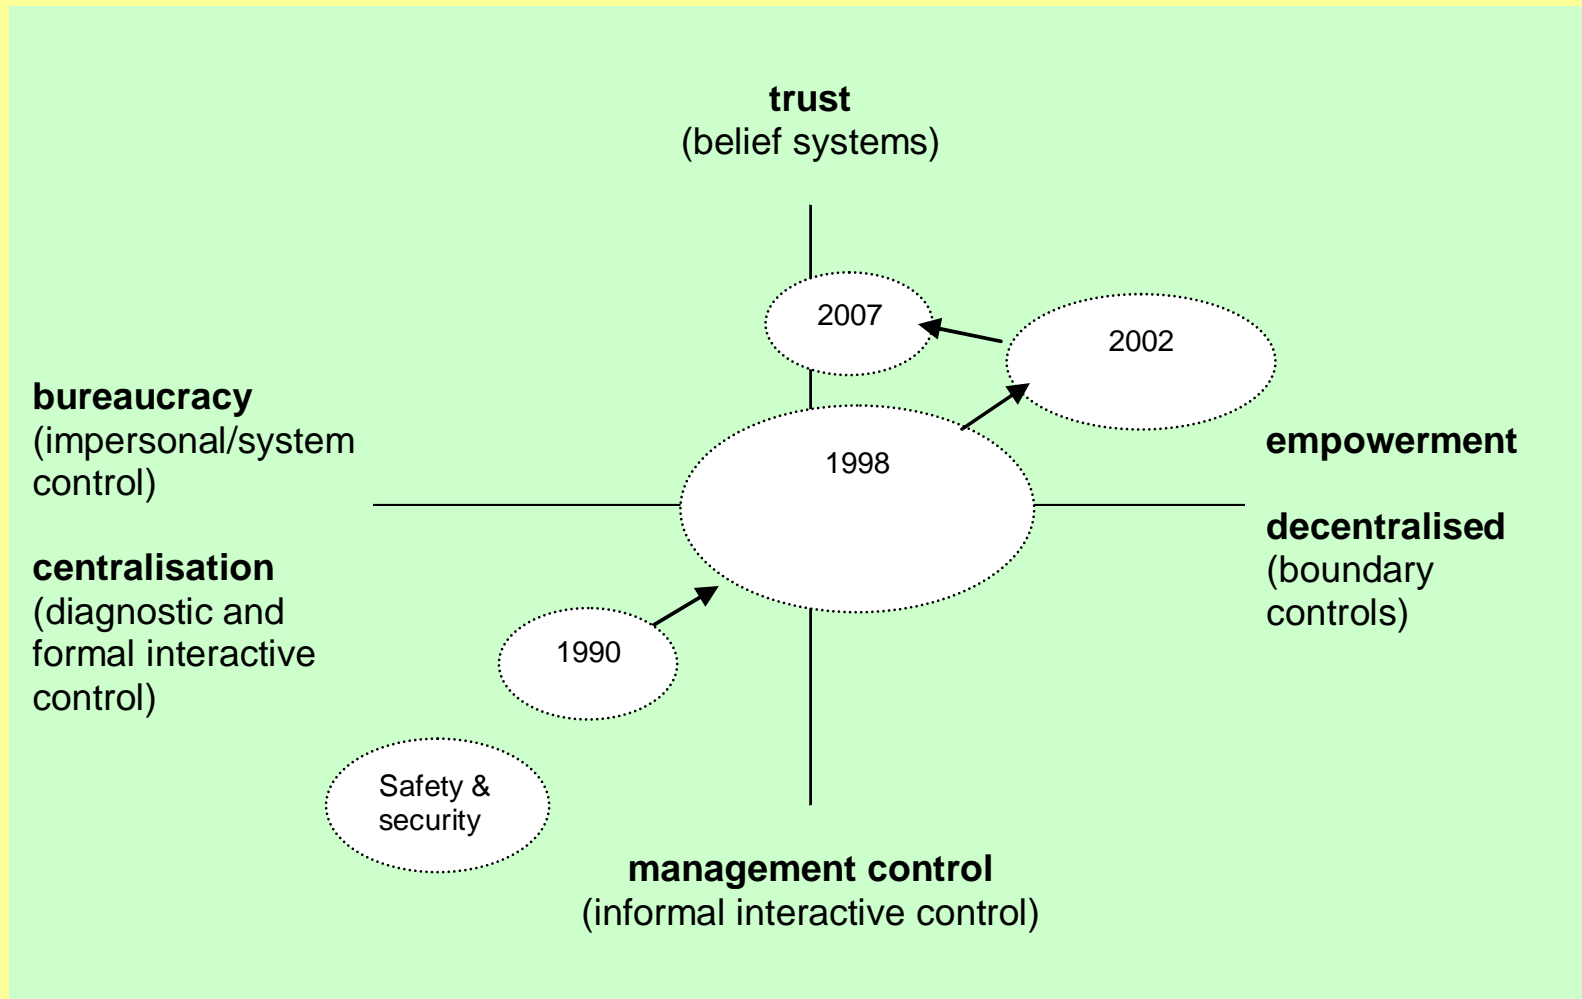 trust
(belief systems)
2007
2002
bureaucracy
(impersonal/system
control)
centralisation
(diagnostic and
formal interactive
control)
1998
empowerment
decentralised
(boundary
controls)
1990
Safety &
security
management control
(informal interactive control)